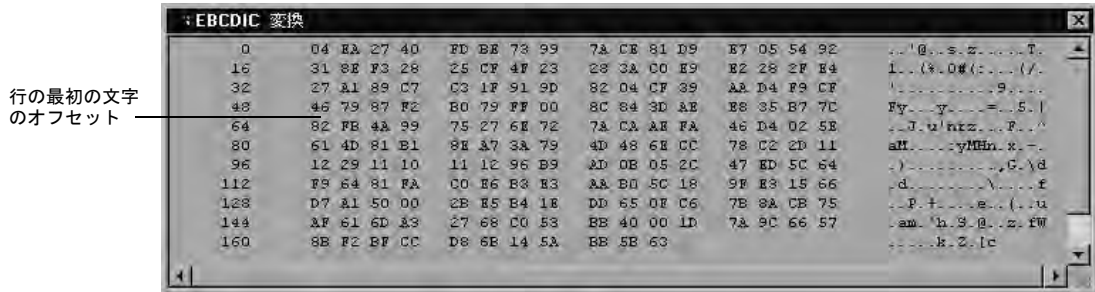 EBCDIC 変換
行の最初の文字
のオフセット
0 04 EA 27 40 FD BE 73 99 7A CE 81 D9 E7 05 54 92 ..'@..s.z.....T.
16 31 8E F3 28 25 CF 4F 23 28 3A C0 E9 E2 28 2F E4 1..(%.O#(:...(/.
32 27 A1 89 C7 C3 1F 91 9D 82 04 CF 39 AA D4 F9 CF '..........9....
48 46 79 87 F2 B0 79 FF 00 8C 84 3D AE E8 35 B7 7C Fy...y....=..5.|
64 82 FB 4A 99 75 27 6E 72 7A CA AE FA 46 D4 02 5E ..J.u'nrz...F..^
80 61 4D 81 B1 8E A7 3A 79 4D 48 6E CC 78 C2 2D 11 aM....:yMHn.x.-.
96 12 29 11 10 11 12 96 B9 AD 0B 05 2C 47 ED 5C 64 .).........,G.\d
112 F9 64 81 FA C0 E6 B3 E3 AA B0 5C 18 9F E3 15 66 .d........\....f
128 D7 A1 50 00 2B E5 B4 1E DD 65 0E C6 7B 8A CB 75 ..P.+....e..{..u
144 AF 61 6D A3 27 68 C0 53 BB 40 00 1D 7A 9C 66 57 .am.'h.S.@..z.fW
160 8B F2 BF CC D8 6B 14 5A BB 5B 63 .....k.Z.[c